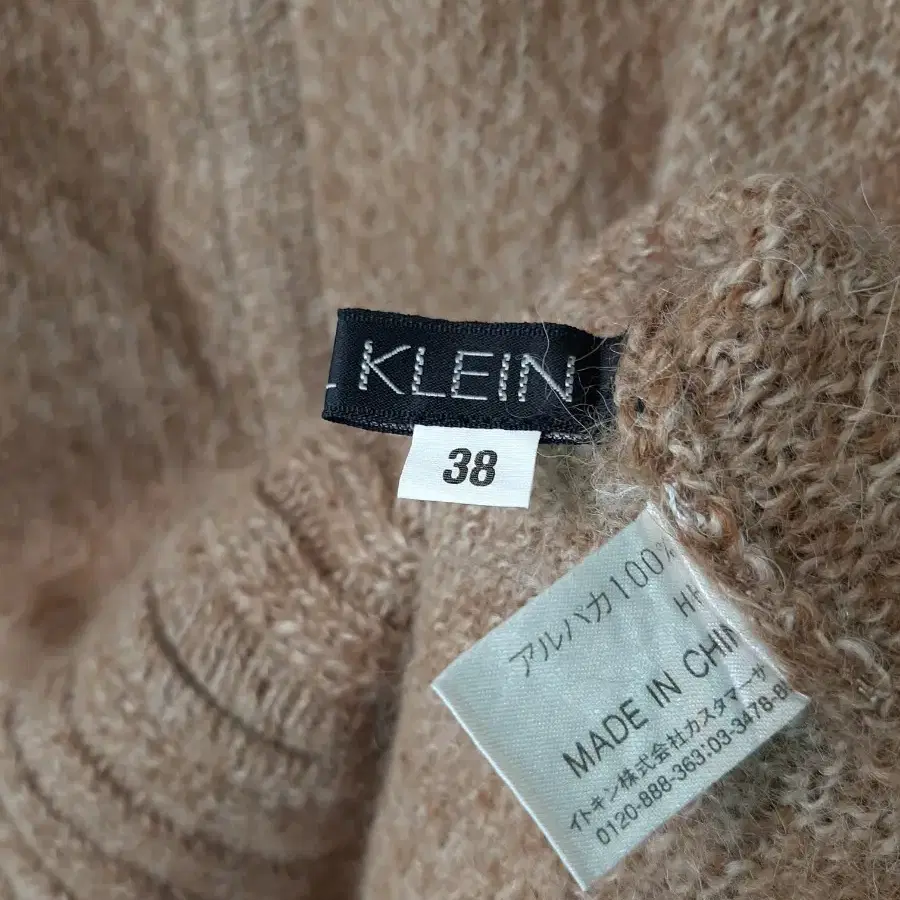 KLEIN
38
アルパカ100%
MADE IN CHIN
イトキン株式会社カスタマーサ
0120-888-363:03-3478-8